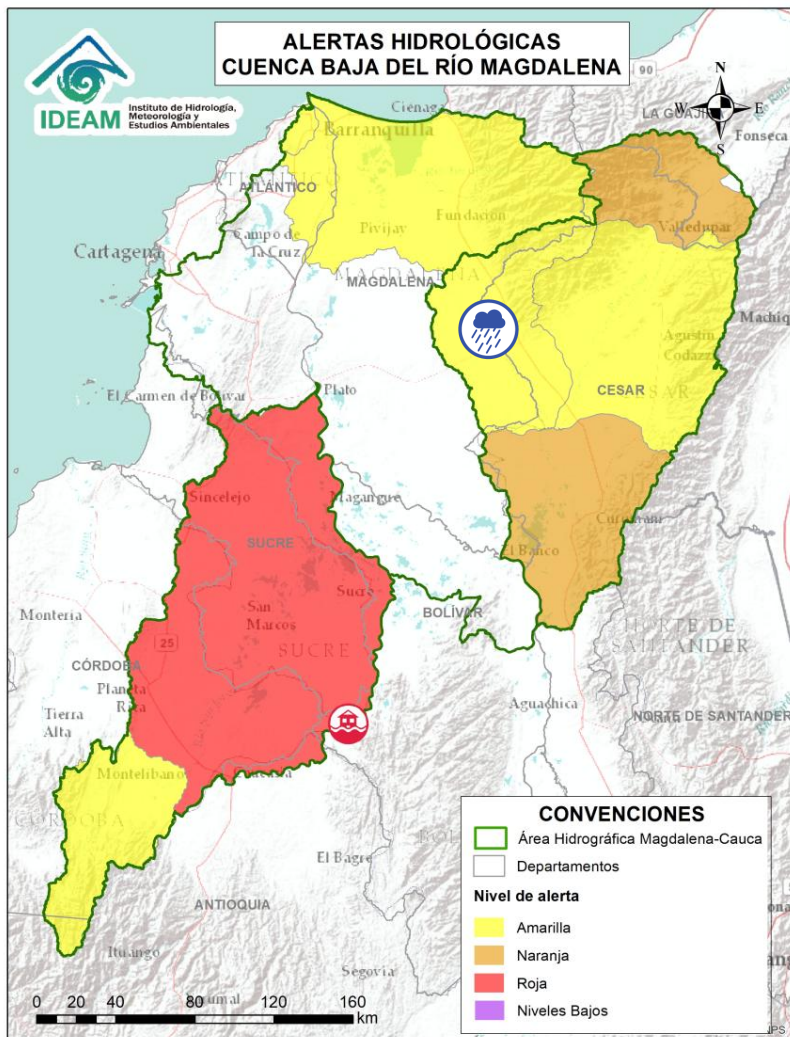 ALERTAS HIDROLÓGICAS
CUENCA BAJA DEL RÍO MAGDALENA
IDEAM
Instituto de Hidrología,
Meteorología y
Estudios Ambientales
N
W
E
S
90
Ciénaga
LA GUAJIRA
Fonseca
Barranquilla
ATLÁNTICO
Pivijay
Fundación
Valledupar
Cartagena
Campo de
la Cruz
MAGDALENA
Machiq
Agustín
Codazzi
CESAR
El Carmen de Bolívar
Plato
Sincelejo
Magangué
SUCRE
El Banco
Sucre
San
Marcos
SUCRE
BOLÍVAR
Montería
25
CÓRDOBA
Planeta
Rica
Tierra
Alta
NORTE DE
SANTANDER
Aguachica
NORTE DE SANTANDER
Montelíbano
CÓRDOBA
El Bagre
ANTIOQUIA
Ituango
Segovia
0 20 40 80 120 160
km
CONVENCIONES
Área Hidrográfica Magdalena-Cauca
Departamentos
Nivel de alerta
Amarilla
Naranja
Roja
Niveles Bajos